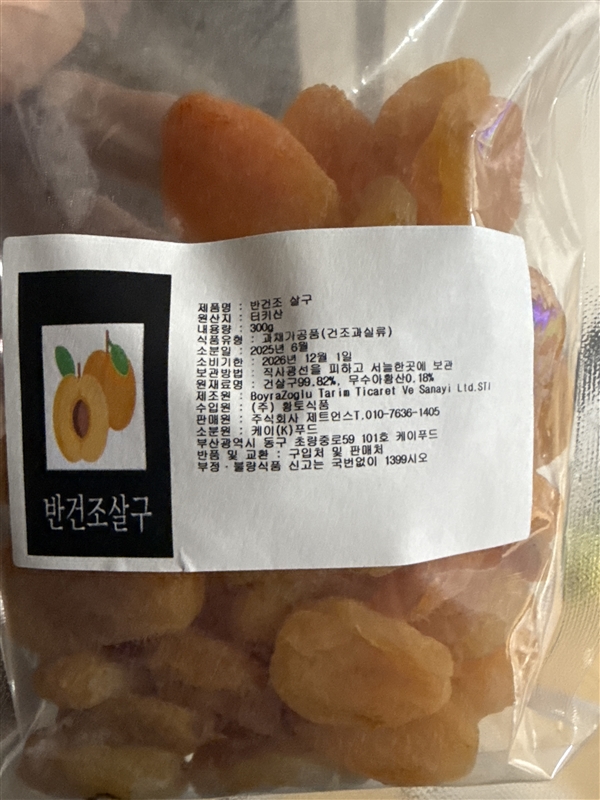 제품명 : 반건조 살구
원산지 : 터키산
내용량 : 300g
식품유형 : 과채가공품(건조과실류)
소분일 : 2025년 6월
소비기한 : 2026년 12월 1일
보관방법 : 직사광선을 피하고 서늘한곳에 보관
원재료명 : 건살구99.82%, 무수아황산0.18%
제조원 : BoyraZoglu Tarim Ticaret Ve Sanayi Ltd.STI
수입원 : (주) 황토식품
판매원 : 주식회사 제트언스T.010-7636-1405
소분원 : 케이(K)푸드
부산광역시 동구 초량중로59 101호 케이푸드
반품 및 교환 : 구입처 및 판매처
부정·불량식품 신고는 국번없이 1399시오
반건조살구